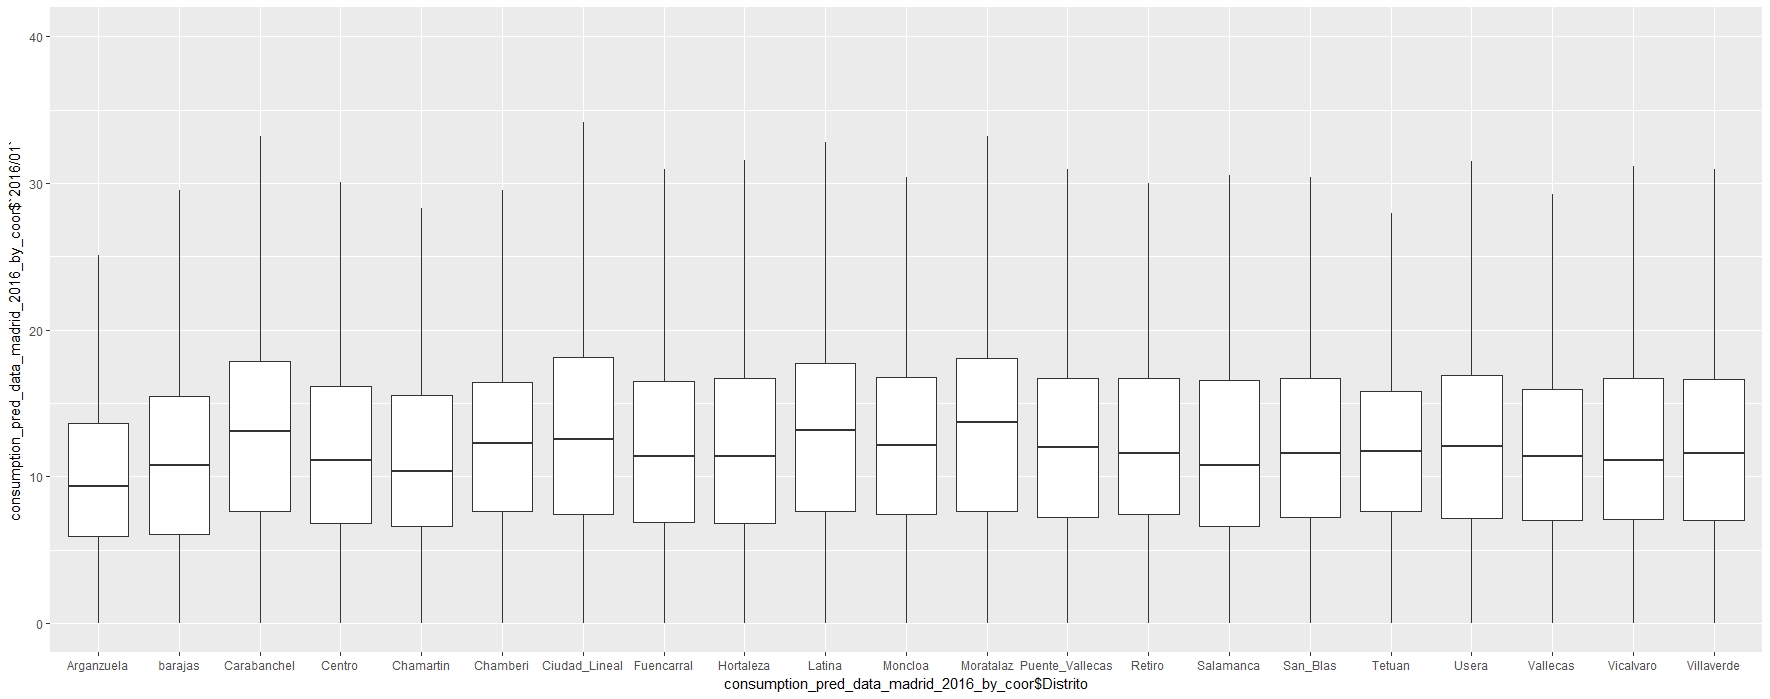 consumption_pred_data_madrid_2016_by_coor$`2016/01`
40
30
20
10
0
Arganzuela barajas Carabanchel Centro Chamartin Chamberi Ciudad_Lineal Fuencarral Hortaleza Latina Moncloa Moratalaz Puente_Vallecas Retiro Salamanca San_Blas Tetuan Usera Vallecas Vicalvaro Villaverde
consumption_pred_data_madrid_2016_by_coor$Distrito